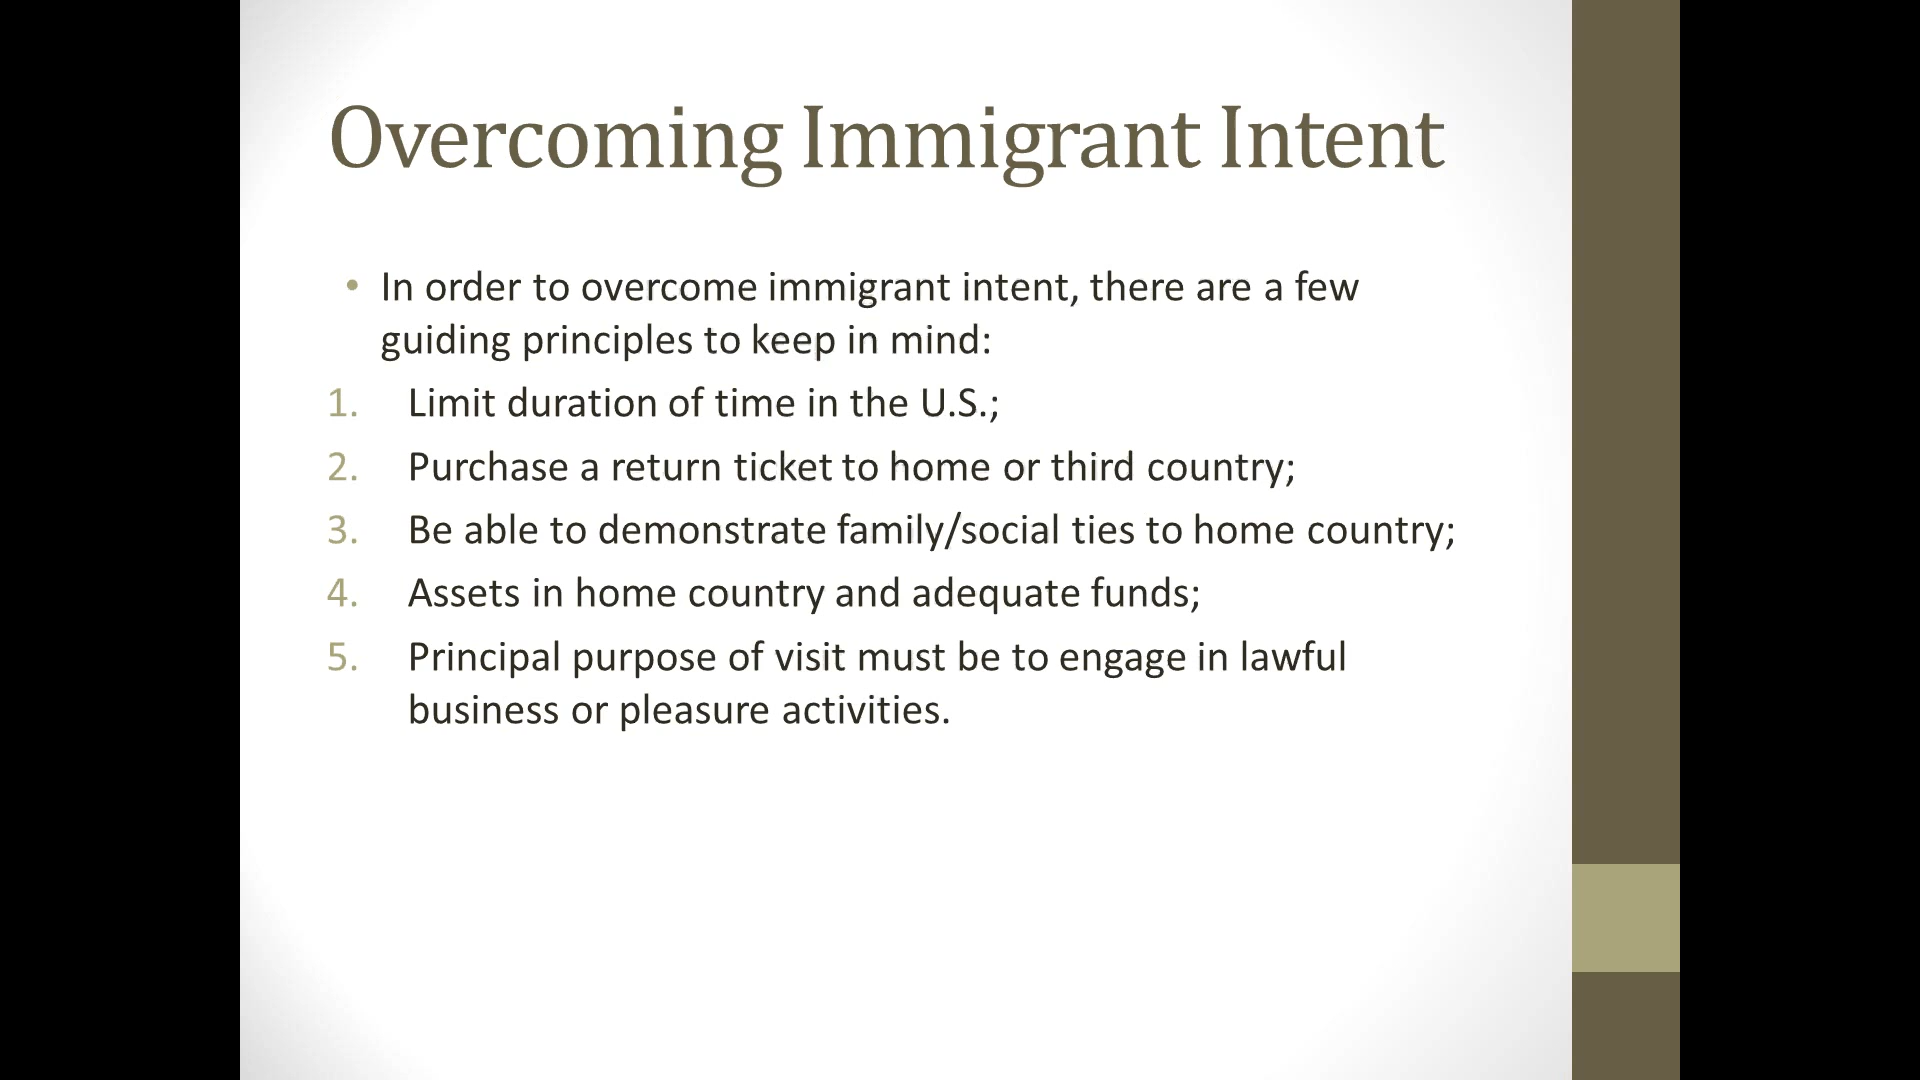 Overcoming Immigrant Intent
• In order to overcome immigrant intent, there are a few
guiding principles to keep in mind:
1. Limit duration of time in the U.S.;
2. Purchase a return ticket to home or third country;
3. Be able to demonstrate family/social ties to home country;
4. Assets in home country and adequate funds;
5. Principal purpose of visit must be to engage in lawful
business or pleasure activities.